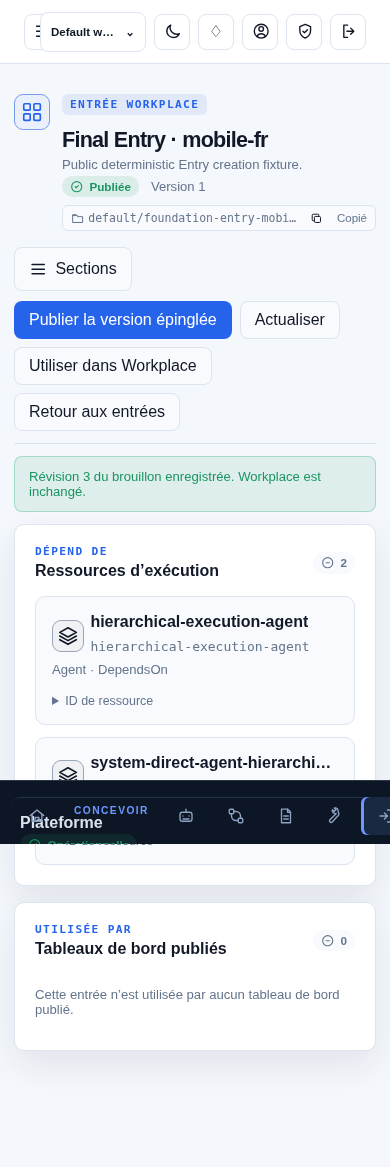 Default w…
ENTRÉE WORKPLACE
Final Entry · mobile-fr
Public deterministic Entry creation fixture.
Publiée Version 1
default/foundation-entry-mobi… Copié
Sections
Publier la version épinglée
Actualiser
Utiliser dans Workplace
Retour aux entrées
Révision 3 du brouillon enregistrée. Workplace est
inchangé.
DÉPEND DE
Ressources d’exécution
2
hierarchical-execution-agent
hierarchical-execution-agent
Agent · DependsOn
ID de ressource
system-direct-agent-hierarchi…
CONCEVOIR
Plateforme
UTILISÉE PAR
Tableaux de bord publiés
0
Cette entrée n’est utilisée par aucun tableau de bord
publié.